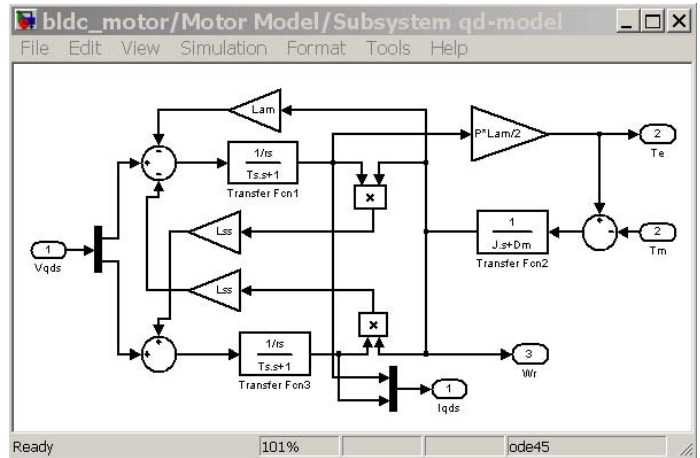 bldc_motor/Motor Model/Subsystem qd-model
File Edit View Simulation Format Tools Help
Lam
P*Lam/2
2
Te
1/rs
Ts.s+1
Transfer Fcn1
×
1
Vqds
Lss
1
J.s+Dm
Transfer Fcn2
2
Tm
Lss
×
1/rs
Ts.s+1
Transfer Fcn3
3
Wr
1
Iqds
Ready 101% ode45